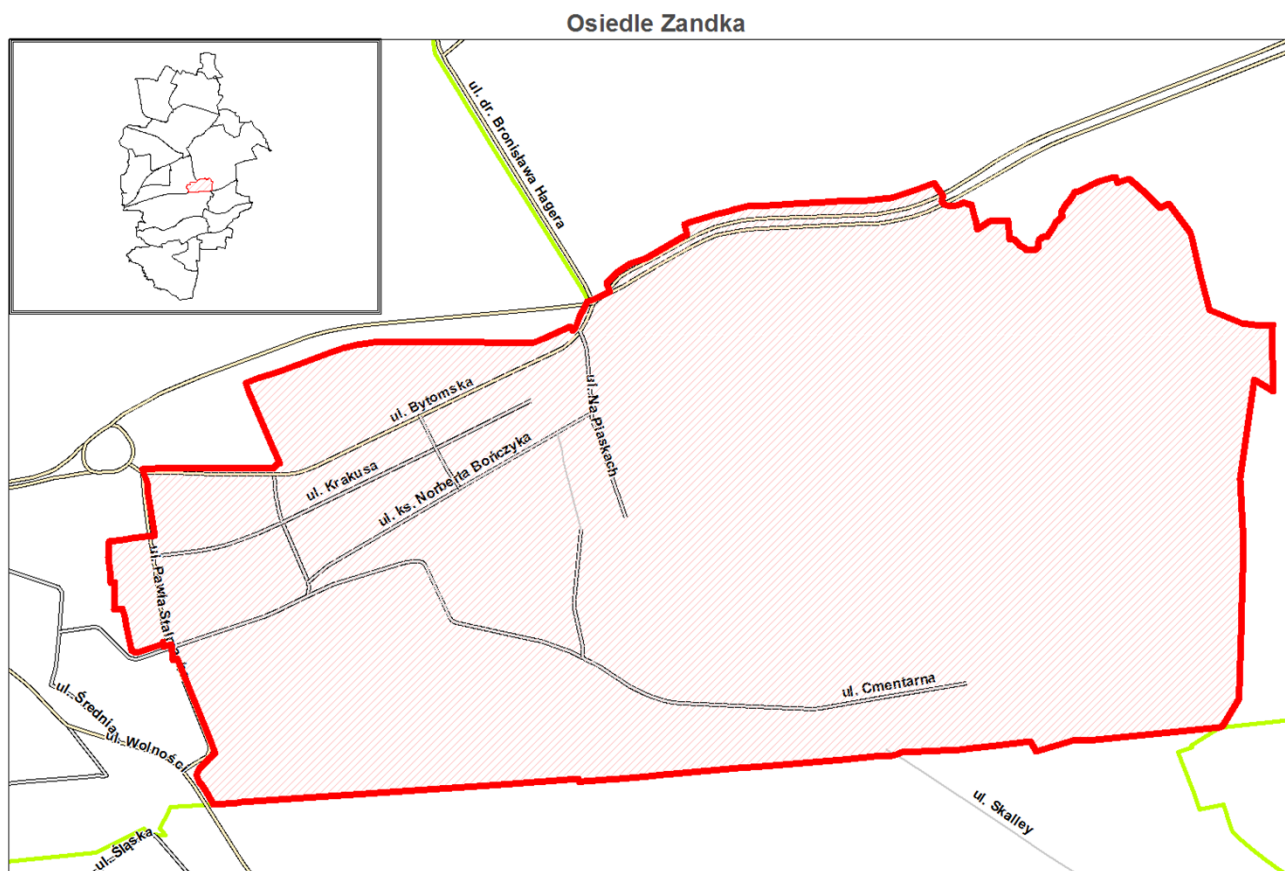 Osiedle Zandka
ul. dr. Bronisława Hagera
ul. Bytomska
ul. Na Piaskach
ul. Krakusa
ul. ks. Norberta Bończyka
ul. Pawła
ul. Cmentarna
ul. Średnia
ul. Wolności
ul. Skalley
ul. Śląska